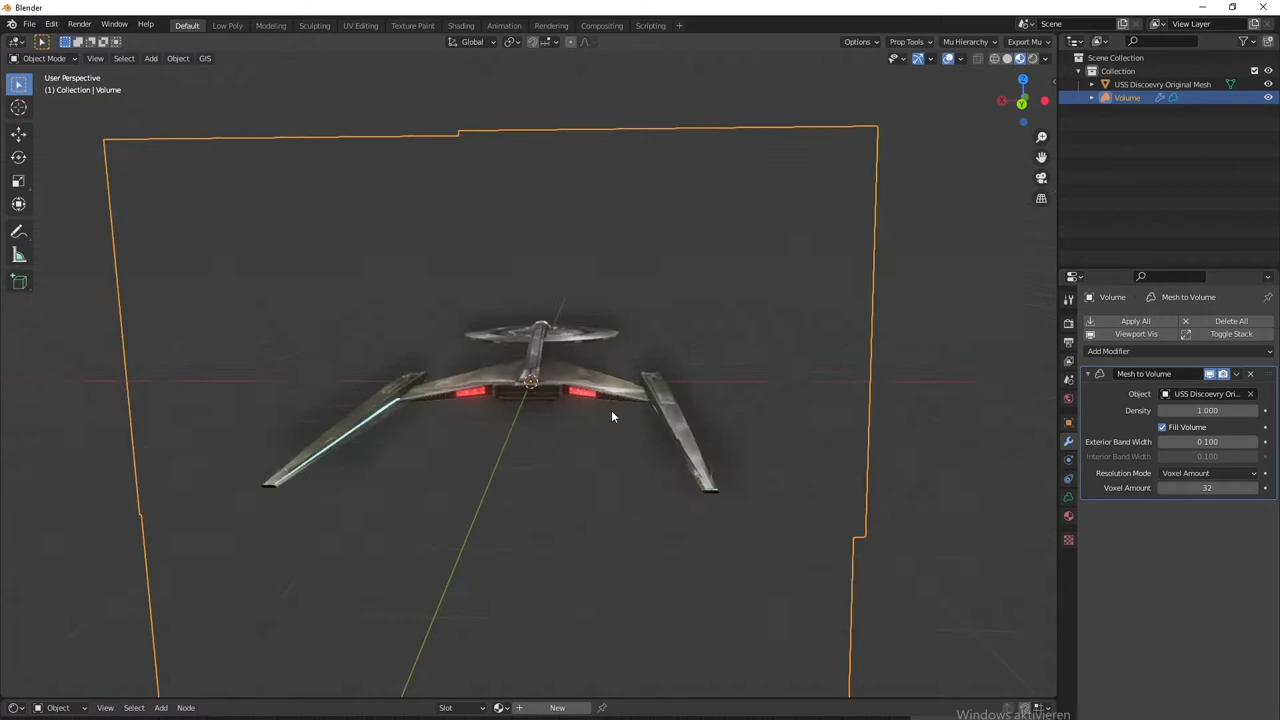 Blender
File Edit Render Window Help Default Low Poly Modeling Sculpting UV Editing Texture Paint Shading Animation Rendering Compositing Scripting Scene View Layer
Global Options Prop Tools Mu Hierarchy Export Mu
Object Mode View Select Add Object GIS
User Perspective
(1) Collection | Volume
Z
X
Y
Scene Collection
Collection
USS Discoevry Original Mesh
Volume
Volume Mesh to Volume
Apply All Delete All
Viewport Vis Toggle Stack
Add Modifier
Mesh to Volume
Object USS Discoevry Ori...
Density 1.000
Fill Volume
Exterior Band Width 0.100
Interior Band Width 0.100
Resolution Mode Voxel Amount
Voxel Amount 32
Object View Select Add Node Slot New
Windows aktivieren